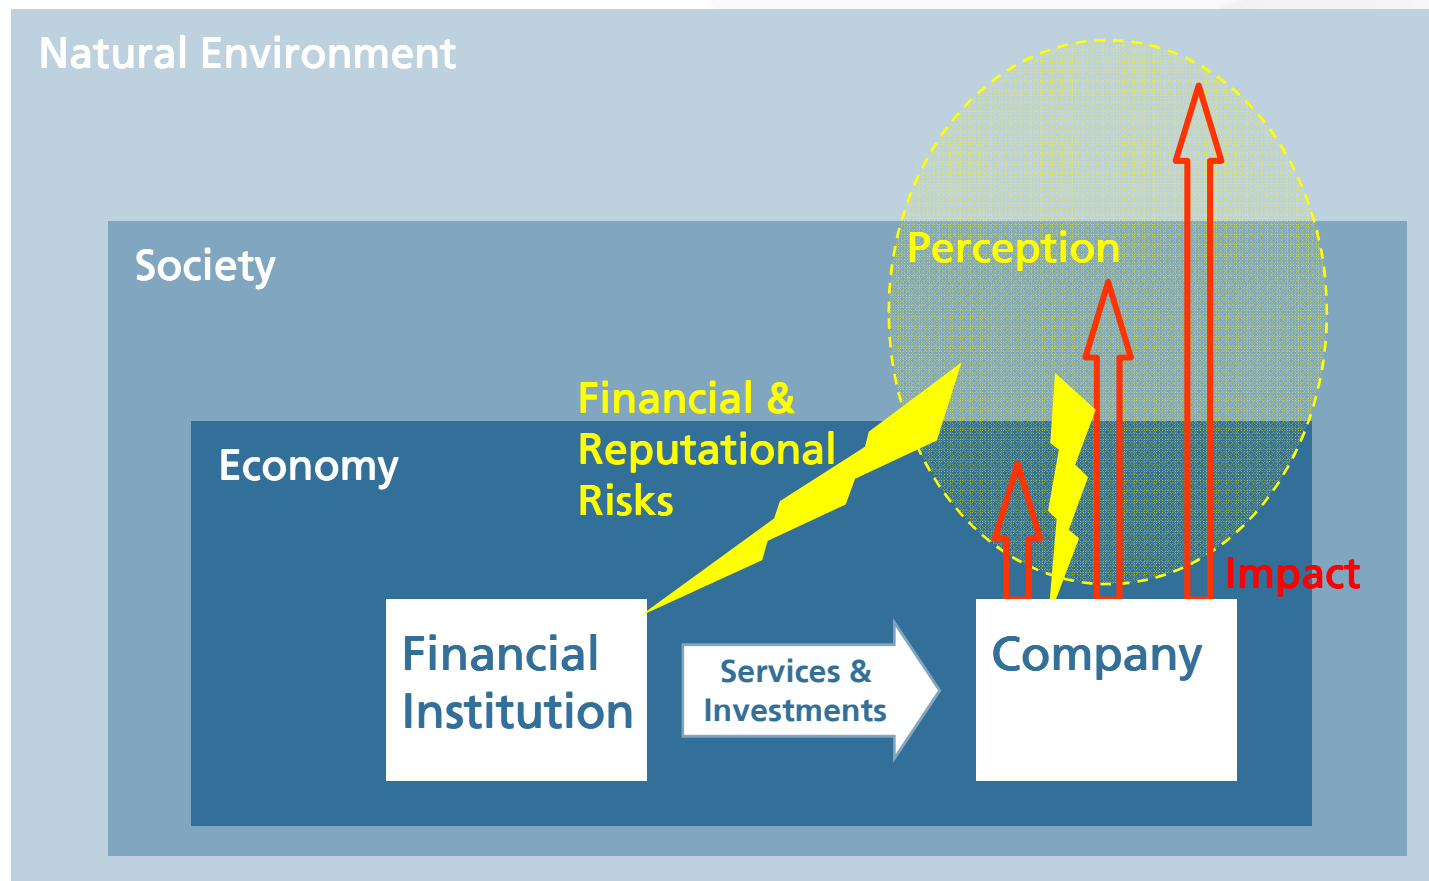 Natural Environment
Society
Perception
Financial &
Reputational
Risks
Economy
Impact
Financial
Institution
Services &
Investments
Company